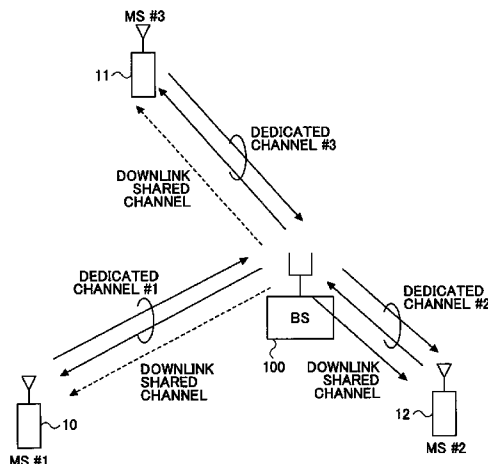 MS #3
11
DEDICATED
CHANNEL #3
DOWNLINK
SHARED
CHANNEL
DEDICATED
CHANNEL #1
DEDICATED
CHANNEL #2
BS
100
DOWNLINK
SHARED
CHANNEL
DOWNLINK
SHARED
CHANNEL
10
12
MS #1
MS #2